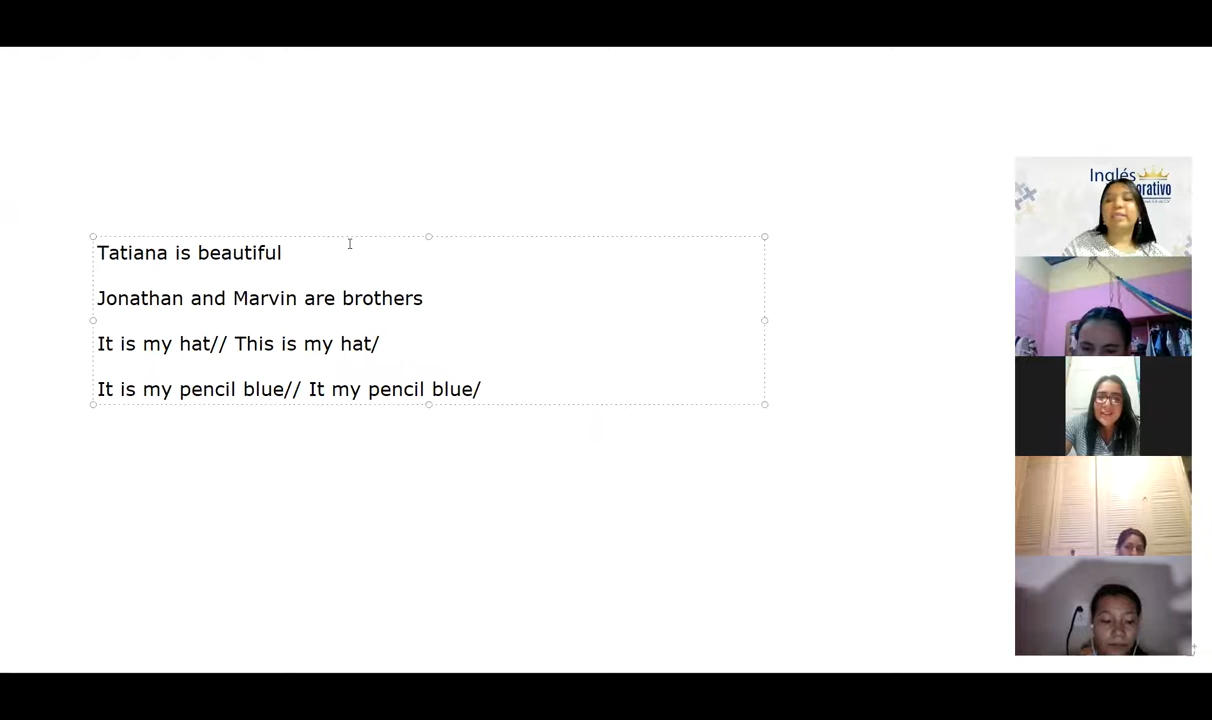 Tatiana is beautiful
Jonathan and Marvin are brothers
It is my hat// This is my hat/
It is my pencil blue// It my pencil blue/
Inglés
orativo